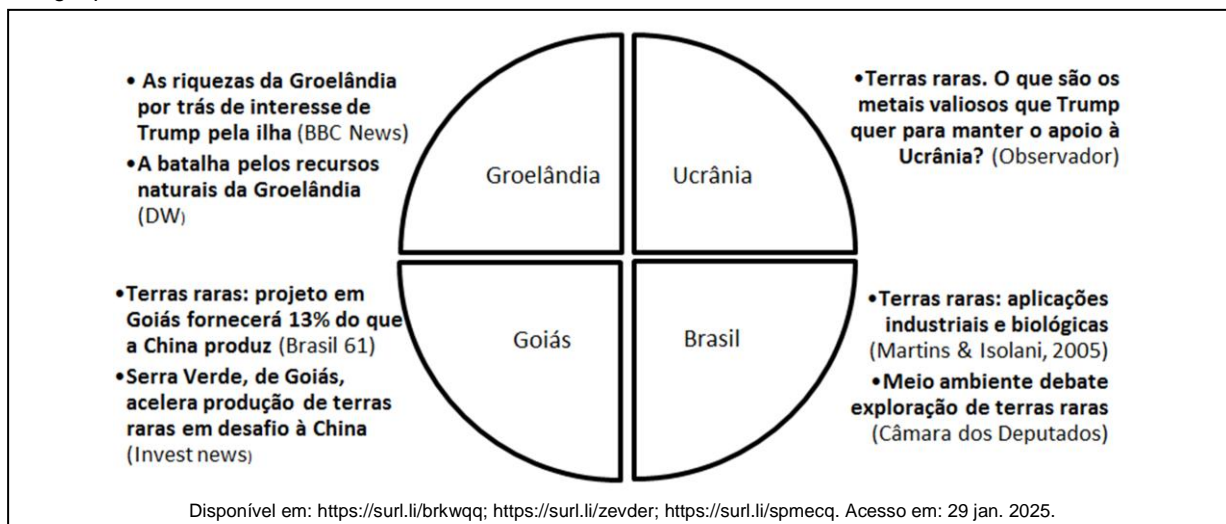 • As riquezas da Groelândia
por trás de interesse de
Trump pela ilha (BBC News)
•A batalha pelos recursos
naturais da Groelândia
(DW)
Groelândia
Ucrânia
•Terras raras. O que são os
metais valiosos que Trump
quer para manter o apoio à
Ucrânia? (Observador)
•Terras raras: projeto em
Goiás fornecerá 13% do que
a China produz (Brasil 61)
•Serra Verde, de Goiás,
acelera produção de terras
raras em desafio à China
(Invest news)
Goiás
Brasil
•Terras raras: aplicações
industriais e biológicas
(Martins & Isolani, 2005)
•Meio ambiente debate
exploração de terras raras
(Câmara dos Deputados)
Disponível em: https://surl.li/brkwqq; https://surl.li/zevder; https://surl.li/spmecq. Acesso em: 29 jan. 2025.